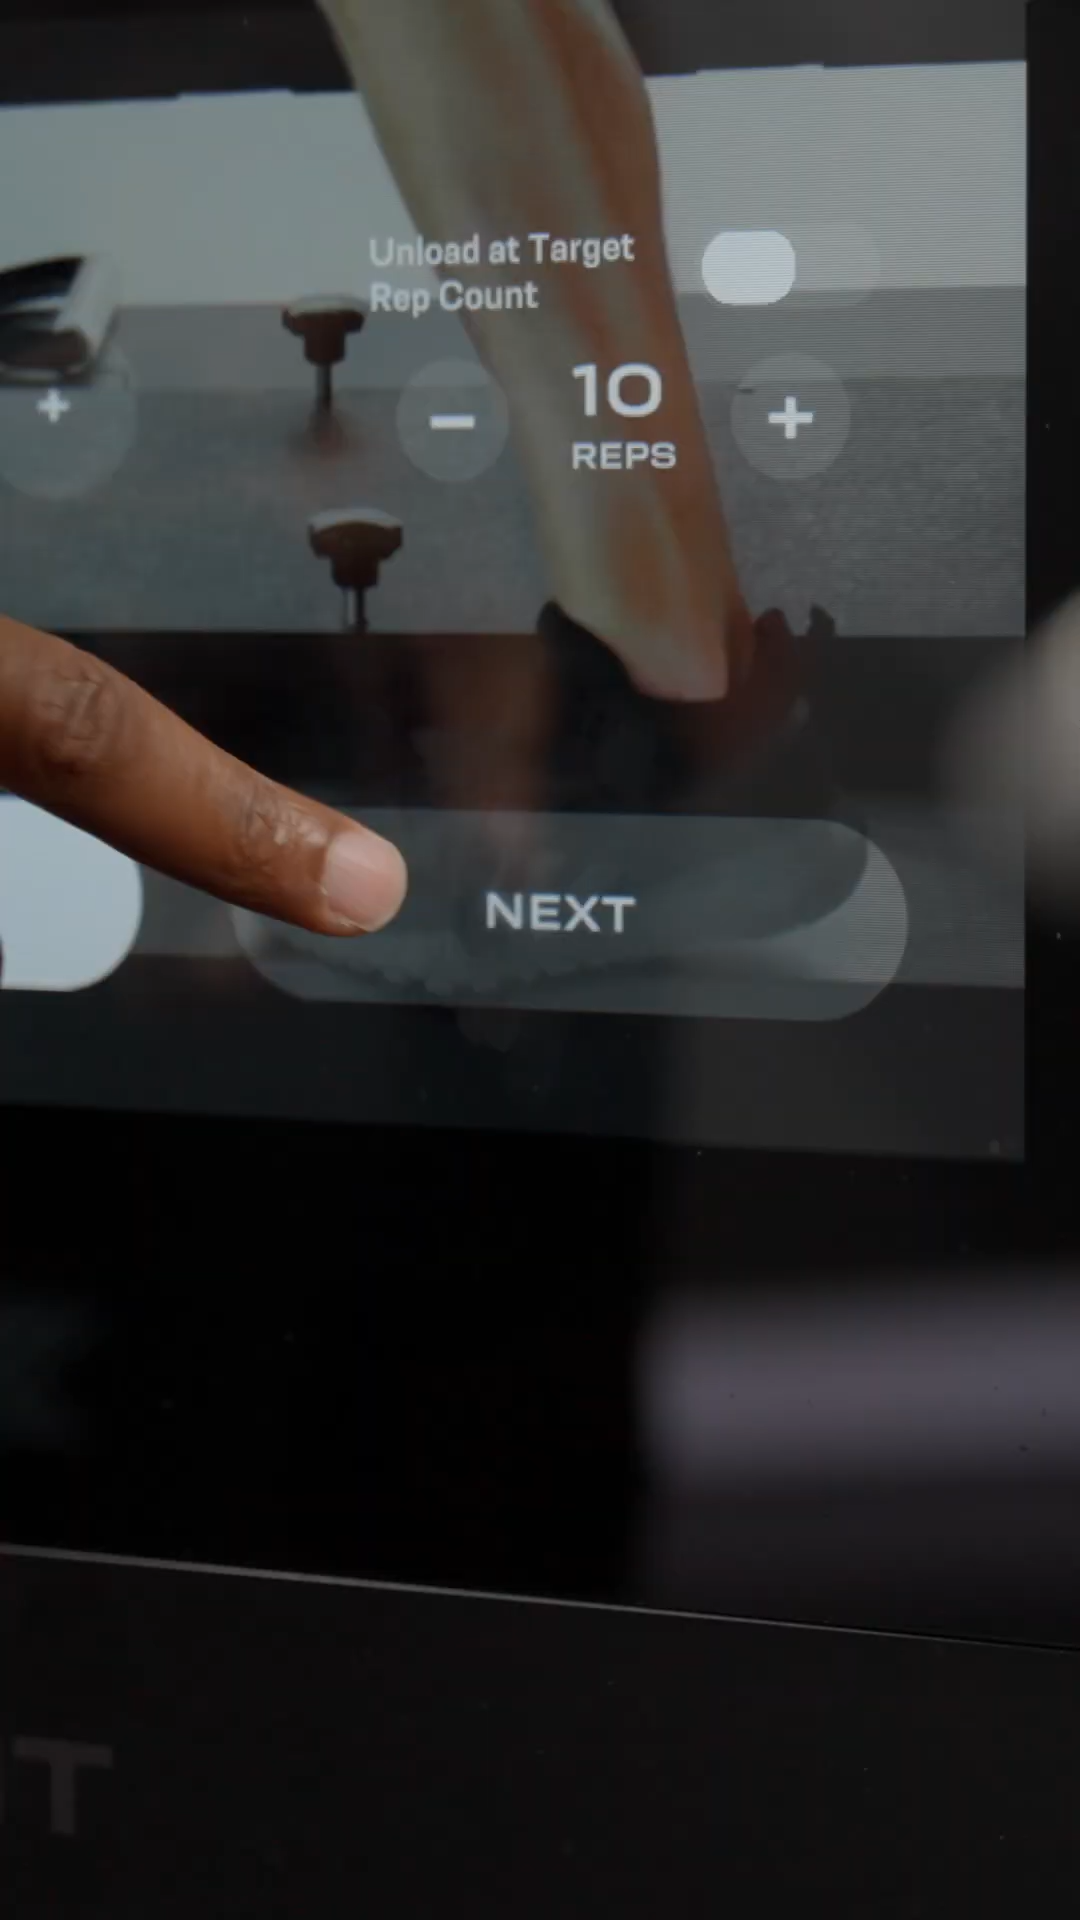 Unload at Target
Rep Count
+
−
10
+
REPS
NEXT